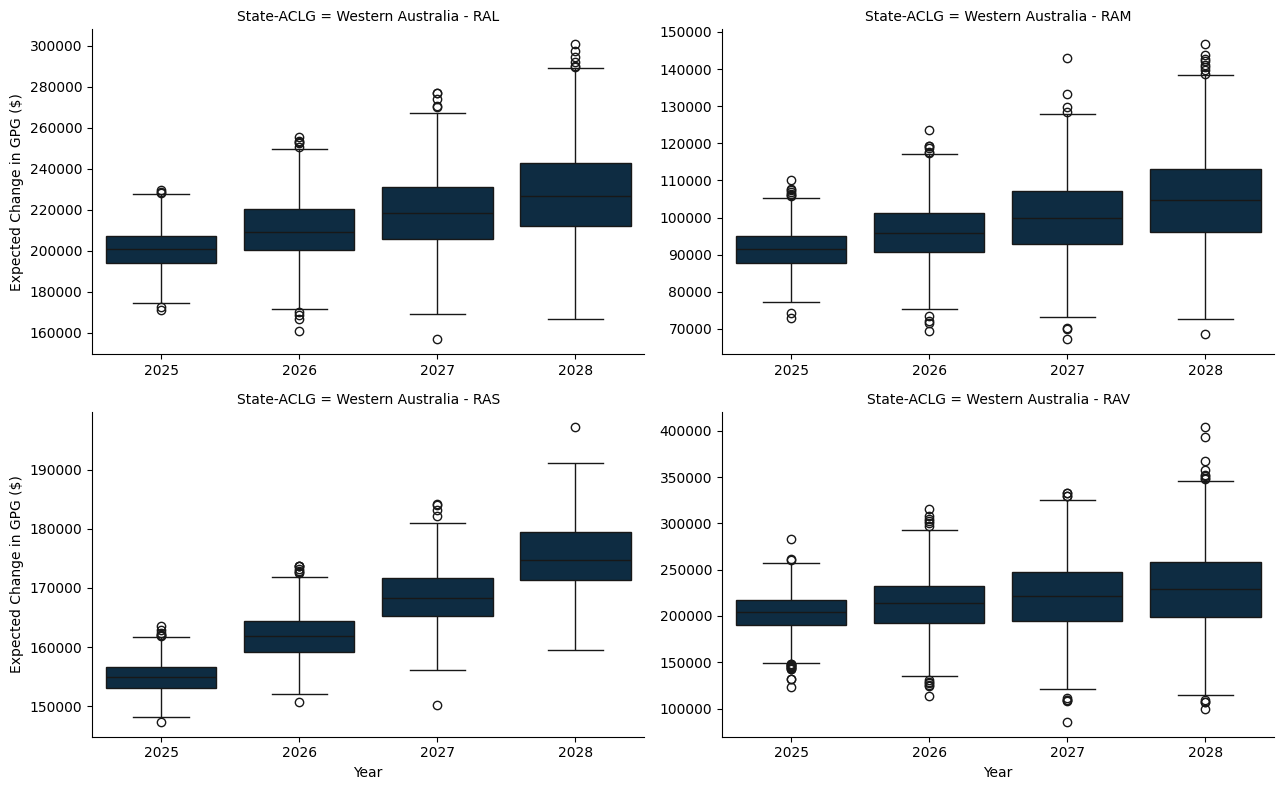 State-ACLG = Western Australia - RAL
Expected Change in GPG ($)
300000
280000
260000
240000
220000
200000
180000
160000
2025 2026 2027 2028
State-ACLG = Western Australia - RAM
150000
140000
130000
120000
110000
100000
90000
80000
70000
2025 2026 2027 2028
State-ACLG = Western Australia - RAS
Expected Change in GPG ($)
190000
180000
170000
160000
150000
2025 2026 2027 2028
Year
State-ACLG = Western Australia - RAV
400000
350000
300000
250000
200000
150000
100000
2025 2026 2027 2028
Year